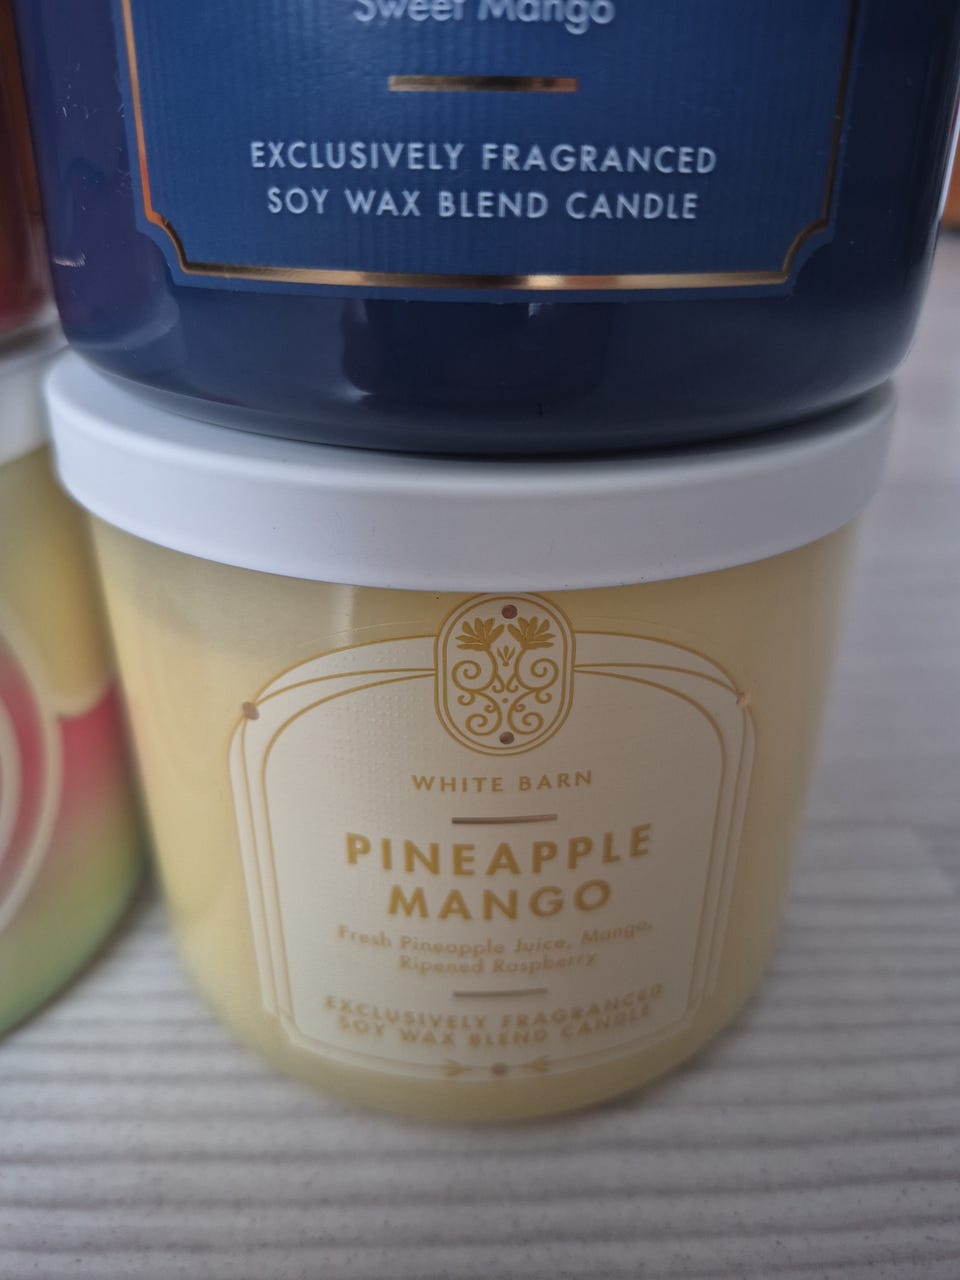 Sweet Mango
EXCLUSIVELY FRAGRANCED
SOY WAX BLEND CANDLE
WHITE BARN
PINEAPPLE
MANGO
Fresh Pineapple Juice, Mango,
Ripened Raspberry
EXCLUSIVELY FRAGRANCED
SOY WAX BLEND CANDLE